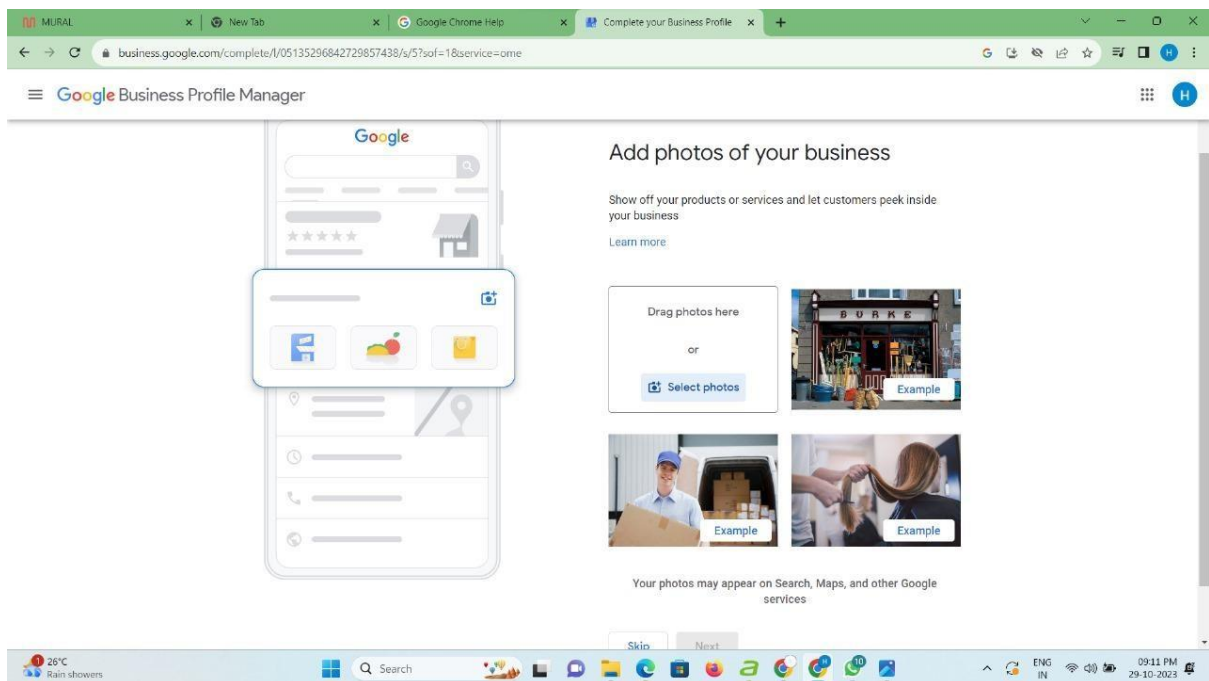 MURAL
New Tab
Google Chrome Help
Complete your Business Profile
business.google.com/complete/l/05135296842729857438/s/5?sof=1&service=ome
H
Google Business Profile Manager
H
Google
Add photos of your business
Show off your products or services and let customers peek inside
your business
Learn more
Drag photos here
or
Select photos
BURKE
Example
Example
Example
Your photos may appear on Search, Maps, and other Google
services
Skip Next
1
26°C
Rain showers
Search
10
ENG
IN
09:11 PM
29-10-2023